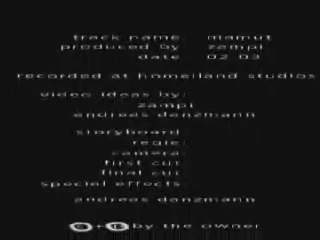 track name: mamut
produced by: zampi
date: 02 03
recorded at homeiland studios
video ideas by:
zampi
andreas danzmann
storyboard
regie:
camera:
first cut:
final cut:
special effects:
andreas danzmann
by the owner